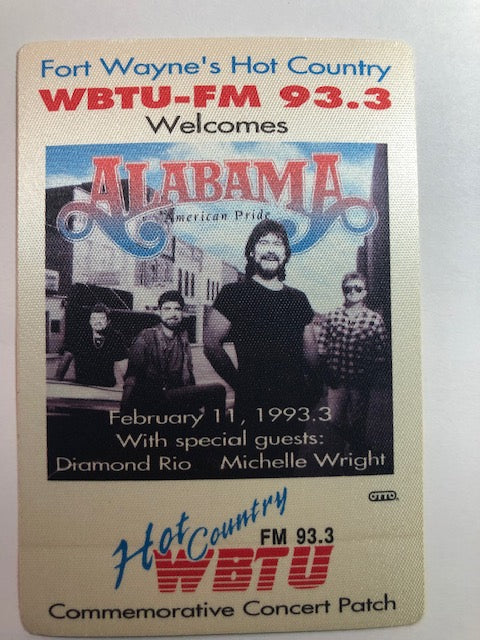 Fort Wayne's Hot Country
WBTU-FM 93.3
Welcomes
ALABAMA
American Pride
February 11, 1993.3
With special guests:
Diamond Rio Michelle Wright
OTTO
Hot Country
FM 93.3
WBTU
Commemorative Concert Patch